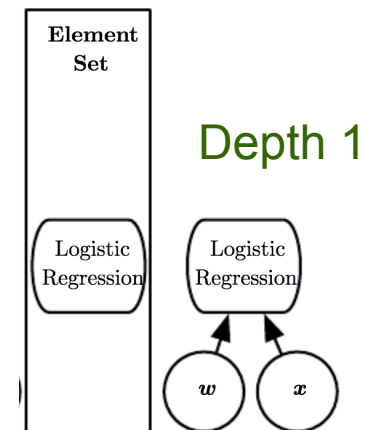 Element
Set
Depth 1
Logistic
Regression
Logistic
Regression
w
x